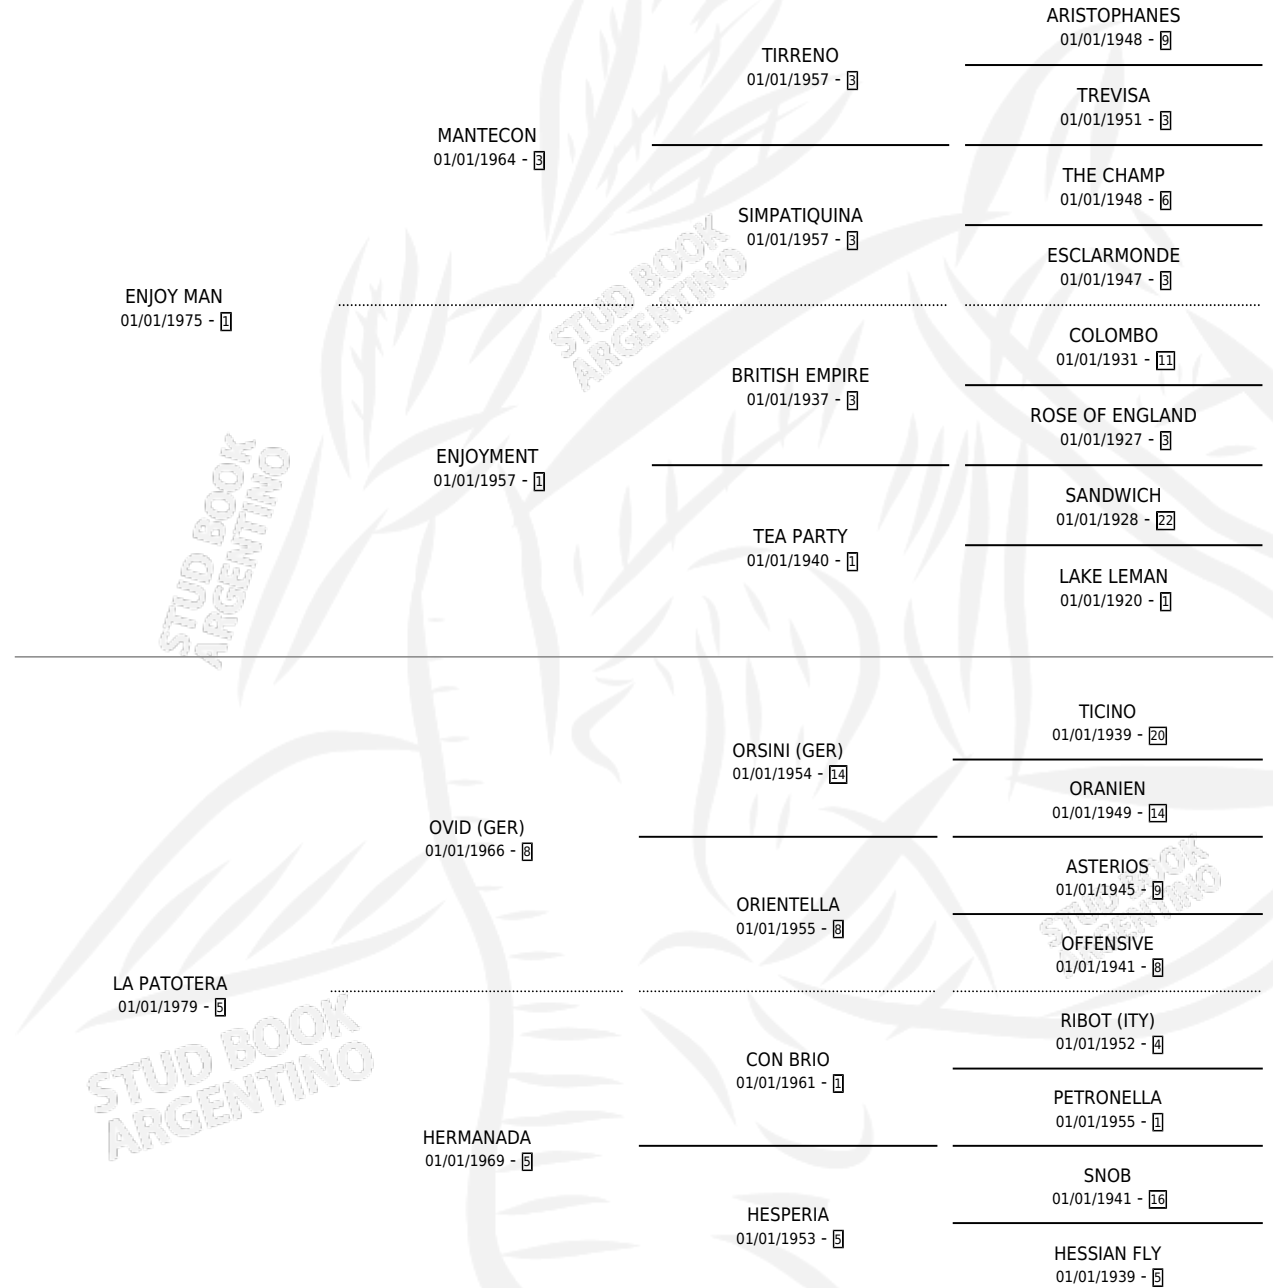 ARISTOPHANES
01/01/1948 - 9
TIRRENO
01/01/1957 - 3
TREVISA
01/01/1951 - 3
MANTECON
01/01/1964 - 3
THE CHAMP
01/01/1948 - 6
SIMPATIQUINA
01/01/1957 - 3
ESCLARMONDE
01/01/1947 - 3
ENJOY MAN
01/01/1975 - 1
COLOMBO
01/01/1931 - 11
BRITISH EMPIRE
01/01/1937 - 3
ROSE OF ENGLAND
01/01/1927 - 3
ENJOYMENT
01/01/1957 - 1
SANDWICH
01/01/1928 - 22
TEA PARTY
01/01/1940 - 1
LAKE LEMAN
01/01/1920 - 1
TICINO
01/01/1939 - 20
ORSINI (GER)
01/01/1954 - 14
ORANIEN
01/01/1949 - 14
OVID (GER)
01/01/1966 - 8
ASTERIOS
01/01/1945 - 9
ORIENTELLA
01/01/1955 - 8
OFFENSIVE
01/01/1941 - 8
LA PATOTERA
01/01/1979 - 5
RIBOT (ITY)
01/01/1952 - 4
CON BRIO
01/01/1961 - 1
PETRONELLA
01/01/1955 - 1
HERMANADA
01/01/1969 - 5
SNOB
01/01/1941 - 16
HESPERIA
01/01/1953 - 5
HESSIAN FLY
01/01/1939 - 5
STUD BOOK
ARGENTINO
STUD BOOK
ARGENTINO
STUD BOOK
ARGENTINO
STUD BOOK
ARGENTINO